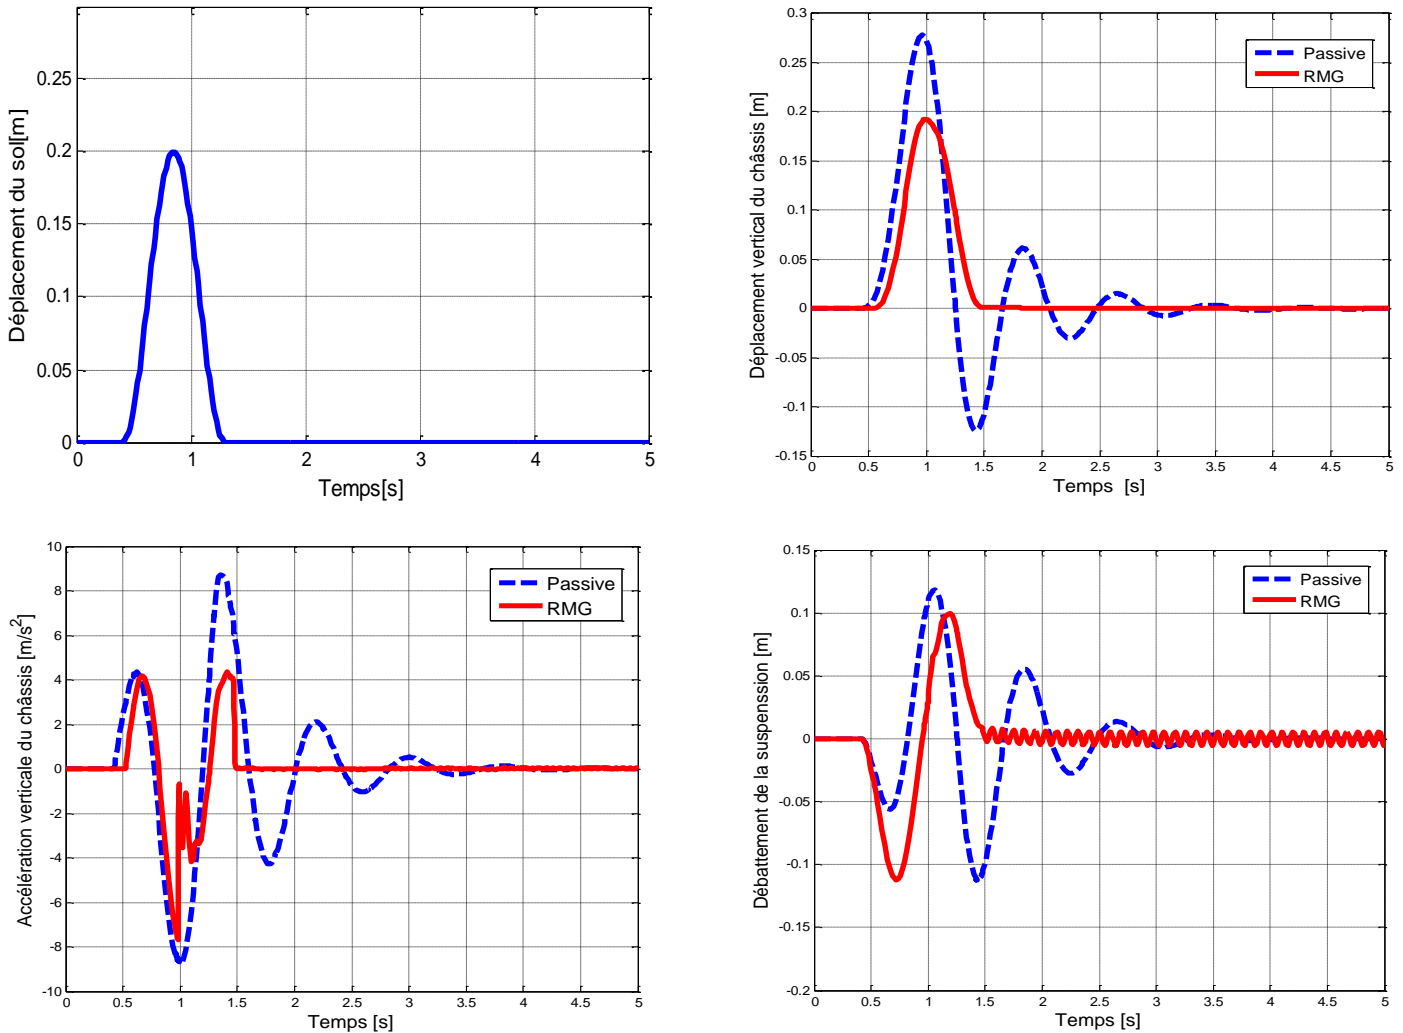 0.25
0.2
0.15
0.1
0.05
0
0 1 2 3 4 5
Déplacement du sol[m]
Temps[s]
0.3
0.25
0.2
0.15
0.1
0.05
0
-0.05
-0.1
-0.15
0 0.5 1 1.5 2 2.5 3 3.5 4 4.5 5
Déplacement vertical du châssis [m]
Temps [s]
Passive
RMG
10
8
6
4
2
0
-2
-4
-6
-8
-10
0 0.5 1 1.5 2 2.5 3 3.5 4 4.5 5
Accélération verticale du châssis [m/s²]
Temps [s]
Passive
RMG
0.15
0.1
0.05
0
-0.05
-0.1
-0.15
-0.2
0 0.5 1 1.5 2 2.5 3 3.5 4 4.5 5
Débattement de la suspenssion [m]
Temps [s]
Passive
RMG